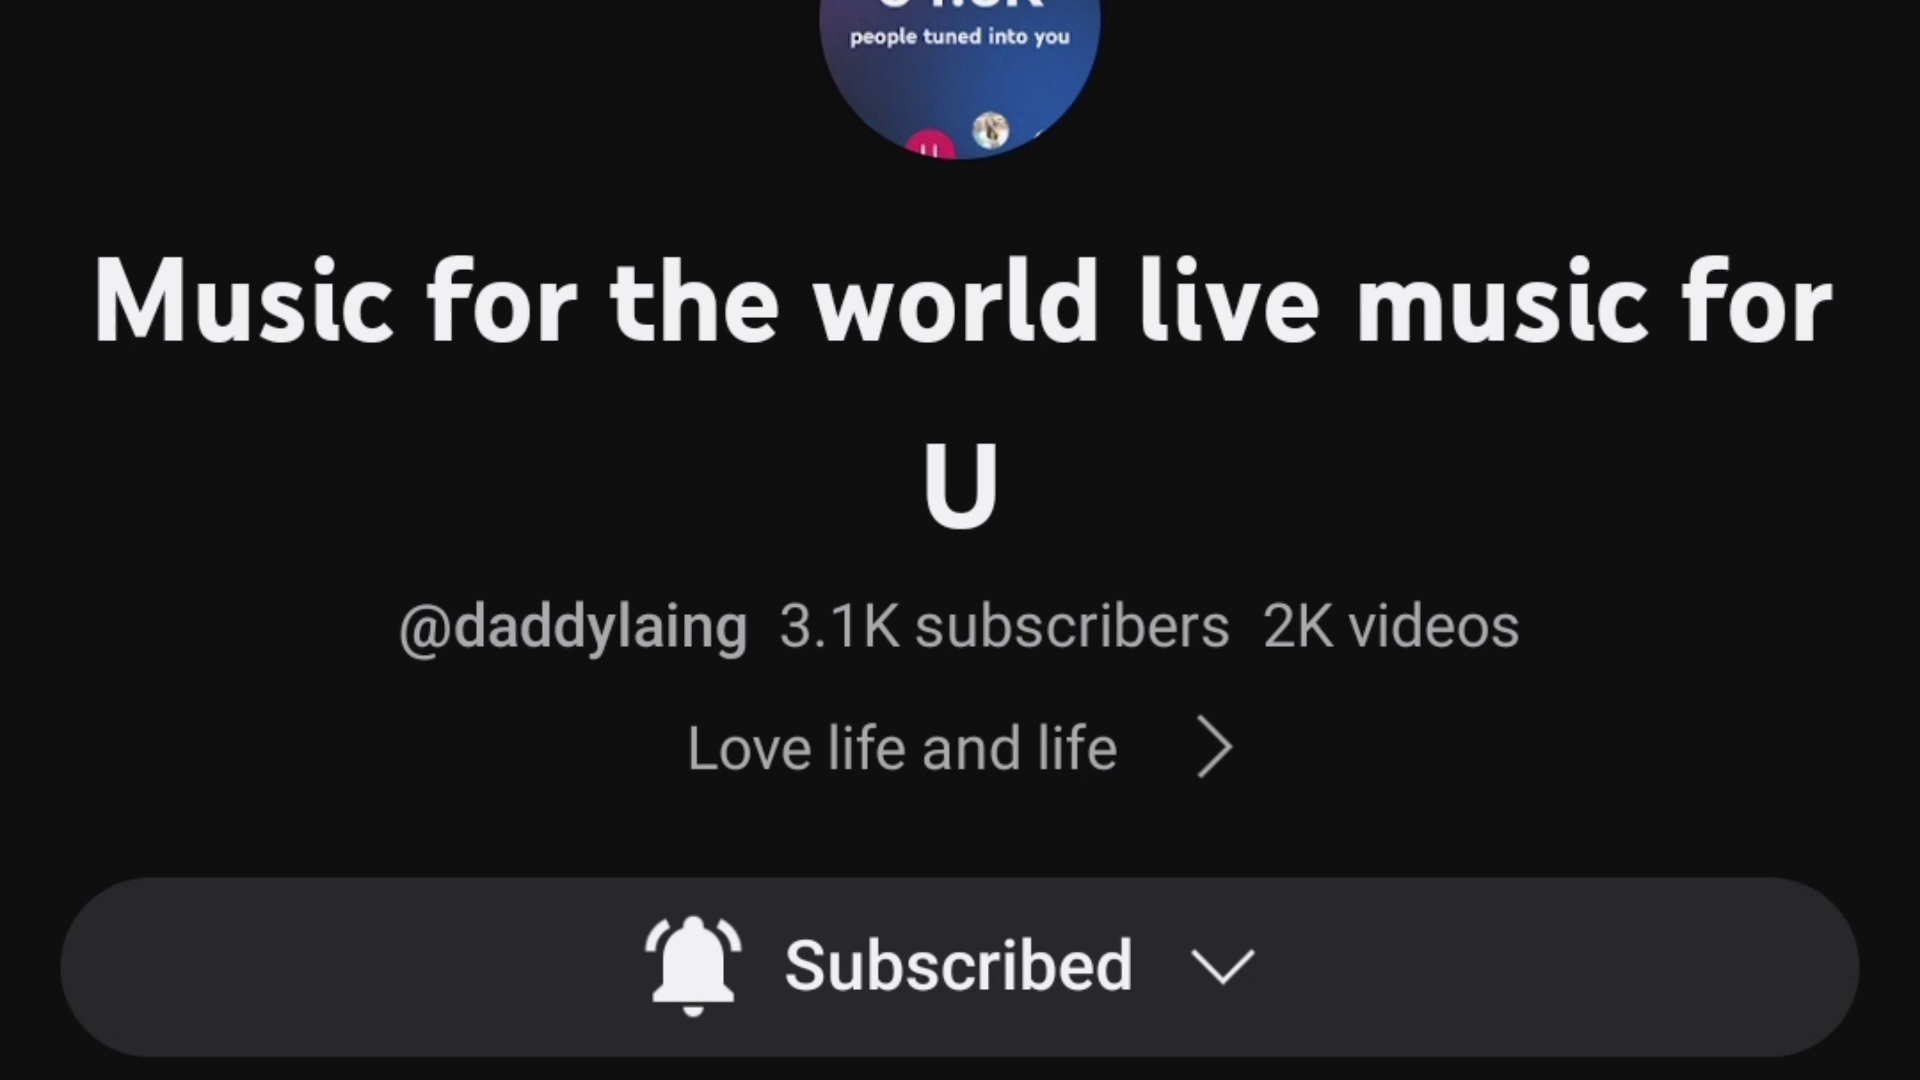 people tuned into you
U
Music for the world live music for
U
@daddylaing 3.1K subscribers 2K videos
Love life and life
Subscribed